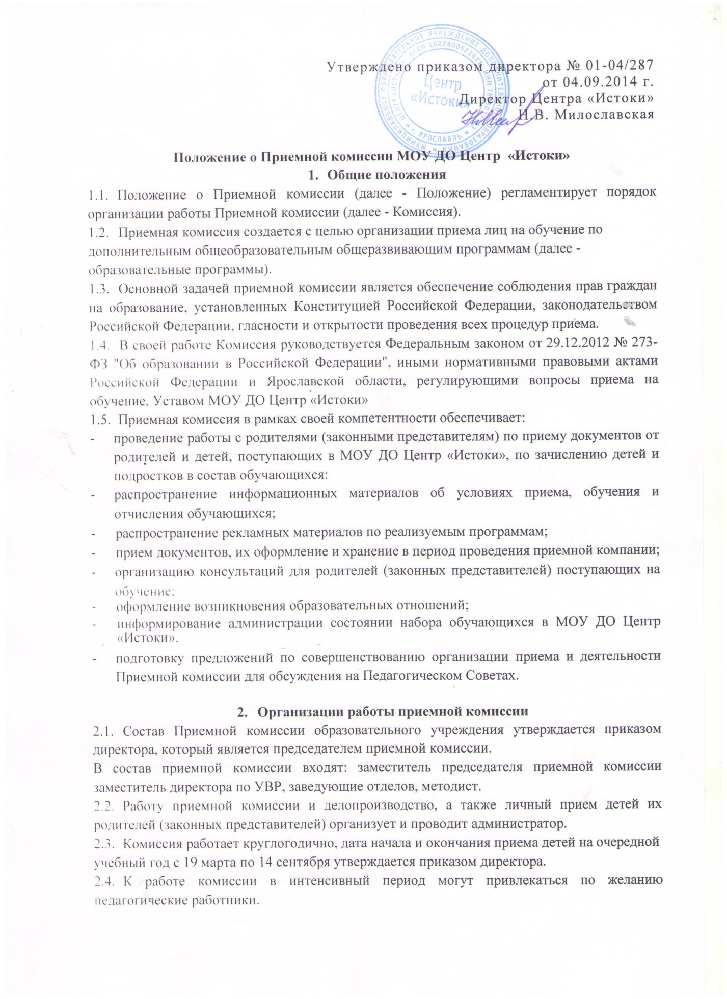 Утверждено приказом директора № 01-04/287
от 04.09.2014 г.
Директор Центра «Истоки»
Н.В. Милославская
МУНИЦИПАЛЬНОЕ ОБРАЗОВАТЕЛЬНОЕ УЧРЕЖДЕНИЕ ДОПОЛНИТЕЛЬНОГО ОБРАЗОВАНИЯ
ОГРН 1027600623621
г. ЯРОСЛАВЛЬ
Центр
«Истоки»
Положение о Приемной комиссии МОУ ДО Центр «Истоки»
1. Общие положения
1.1. Положение о Приемной комиссии (далее - Положение) регламентирует порядок
организации работы Приемной комиссии (далее - Комиссия).
1.2. Приемная комиссия создается с целью организации приема лиц на обучение по
дополнительным общеобразовательным общеразвивающим программам (далее -
образовательные программы).
1.3. Основной задачей приемной комиссии является обеспечение соблюдения прав граждан
на образование, установленных Конституцией Российской Федерации, законодательством
Российской Федерации, гласности и открытости проведения всех процедур приема.
1.4. В своей работе Комиссия руководствуется Федеральным законом от 29.12.2012 № 273-
ФЗ "Об образовании в Российской Федерации", иными нормативными правовыми актами
Российской Федерации и Ярославской области, регулирующими вопросы приема на
обучение, Уставом МОУ ДО Центр «Истоки»
1.5. Приемная комиссия в рамках своей компетентности обеспечивает:
- проведение работы с родителями (законными представителям) по приему документов от
родителей и детей, поступающих в МОУ ДО Центр «Истоки», по зачислению детей и
подростков в состав обучающихся:
- распространение информационных материалов об условиях приема, обучения и
отчисления обучающихся;
- распространение рекламных материалов по реализуемым программам;
- прием документов, их оформление и хранение в период проведения приемной компании;
- организацию консультаций для родителей (законных представителей) поступающих на
обучение;
- оформление возникновения образовательных отношений;
- информирование администрации состоянии набора обучающихся в МОУ ДО Центр
«Истоки».
- подготовку предложений по совершенствованию организации приема и деятельности
Приемной комиссии для обсуждения на Педагогическом Советах.
2. Организации работы приемной комиссии
2.1. Состав Приемной комиссии образовательного учреждения утверждается приказом
директора, который является председателем приемной комиссии.
В состав приемной комиссии входят: заместитель председателя приемной комиссии
заместитель директора по УВР, заведующие отделов, методист.
2.2. Работу приемной комиссии и делопроизводство, а также личный прием детей их
родителей (законных представителей) организует и проводит администратор.
2.3. Комиссия работает круглогодично, дата начала и окончания приема детей на очередной
учебный год с 19 марта по 14 сентября утверждается приказом директора.
2.4. К работе комиссии в интенсивный период могут привлекаться по желанию
педагогические работники.